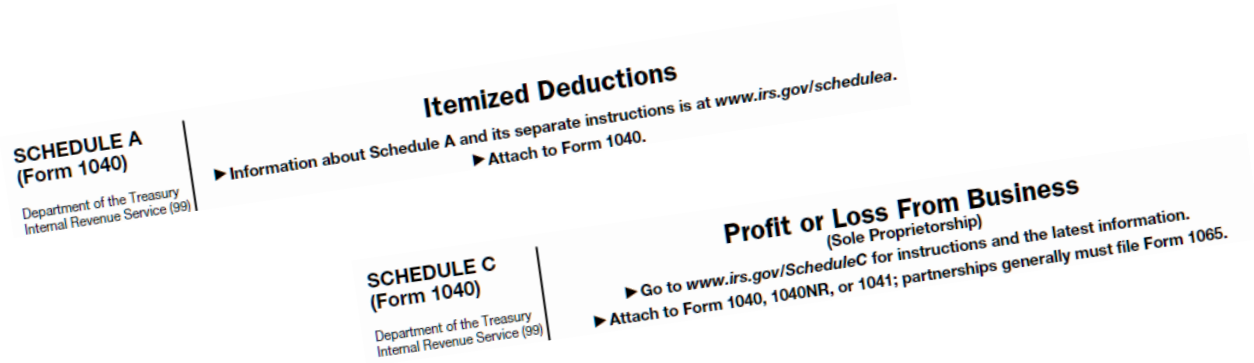 Itemized Deductions
SCHEDULE A
(Form 1040)
▶ Information about Schedule A and its separate instructions is at www.irs.gov/schedulea.
▶ Attach to Form 1040.
Department of the Treasury
Internal Revenue Service (99)
Profit or Loss From Business
(Sole Proprietorship)
SCHEDULE C
(Form 1040)
▶ Go to www.irs.gov/ScheduleC for instructions and the latest information.
▶ Attach to Form 1040, 1040NR, or 1041; partnerships generally must file Form 1065.
Department of the Treasury
Internal Revenue Service (99)